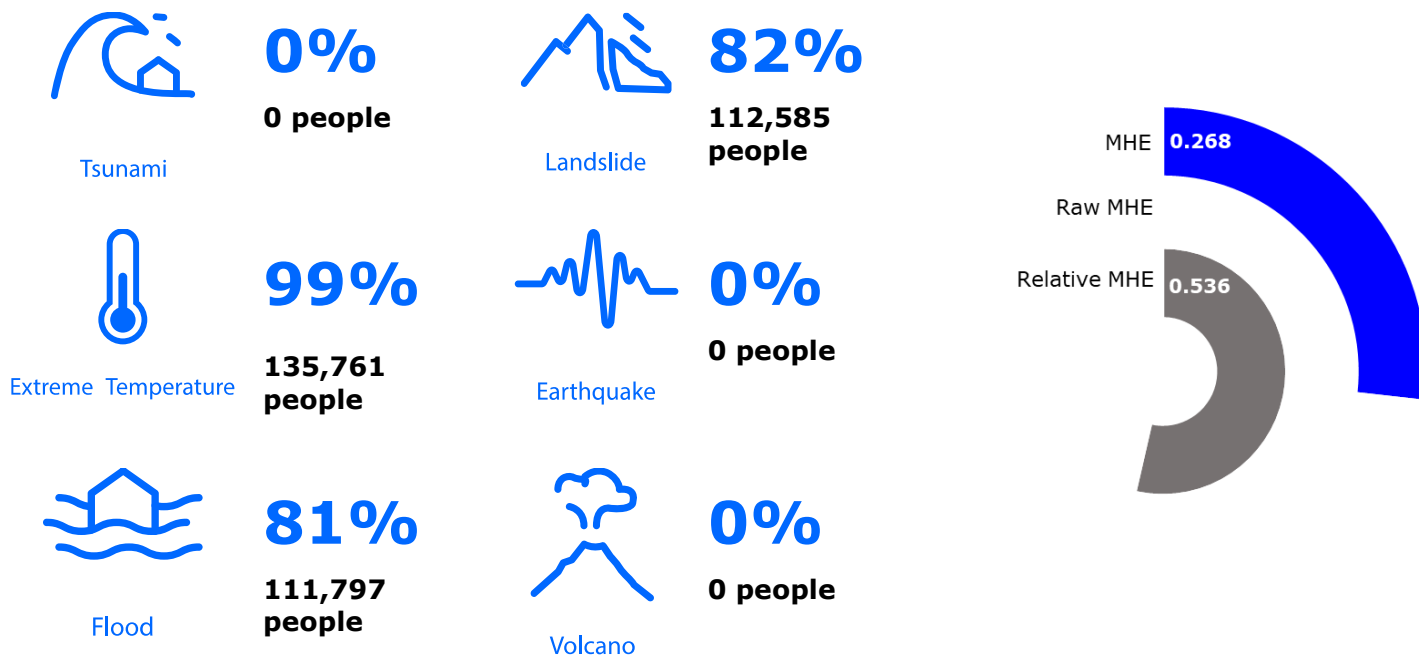 0%
0 people
Tsunami
82%
112,585
people
Landslide
99%
135,761
people
Extreme Temperature
0%
0 people
Earthquake
81%
111,797
people
Flood
0%
0 people
Volcano
MHE 0.268
Raw MHE
Relative MHE 0.536